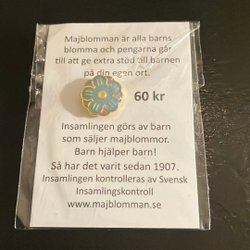 Majblomman är alla barns
blomma och pengarna går
till att ge extra stöd till barnen
på din egen ort.
60 kr
Insamlingen görs av barn
som säljer majblommor.
Barn hjälper barn!
Så har det varit sedan 1907.
Insamlingen kontrolleras av Svensk
Insamlingskontroll
www.majblomman.se